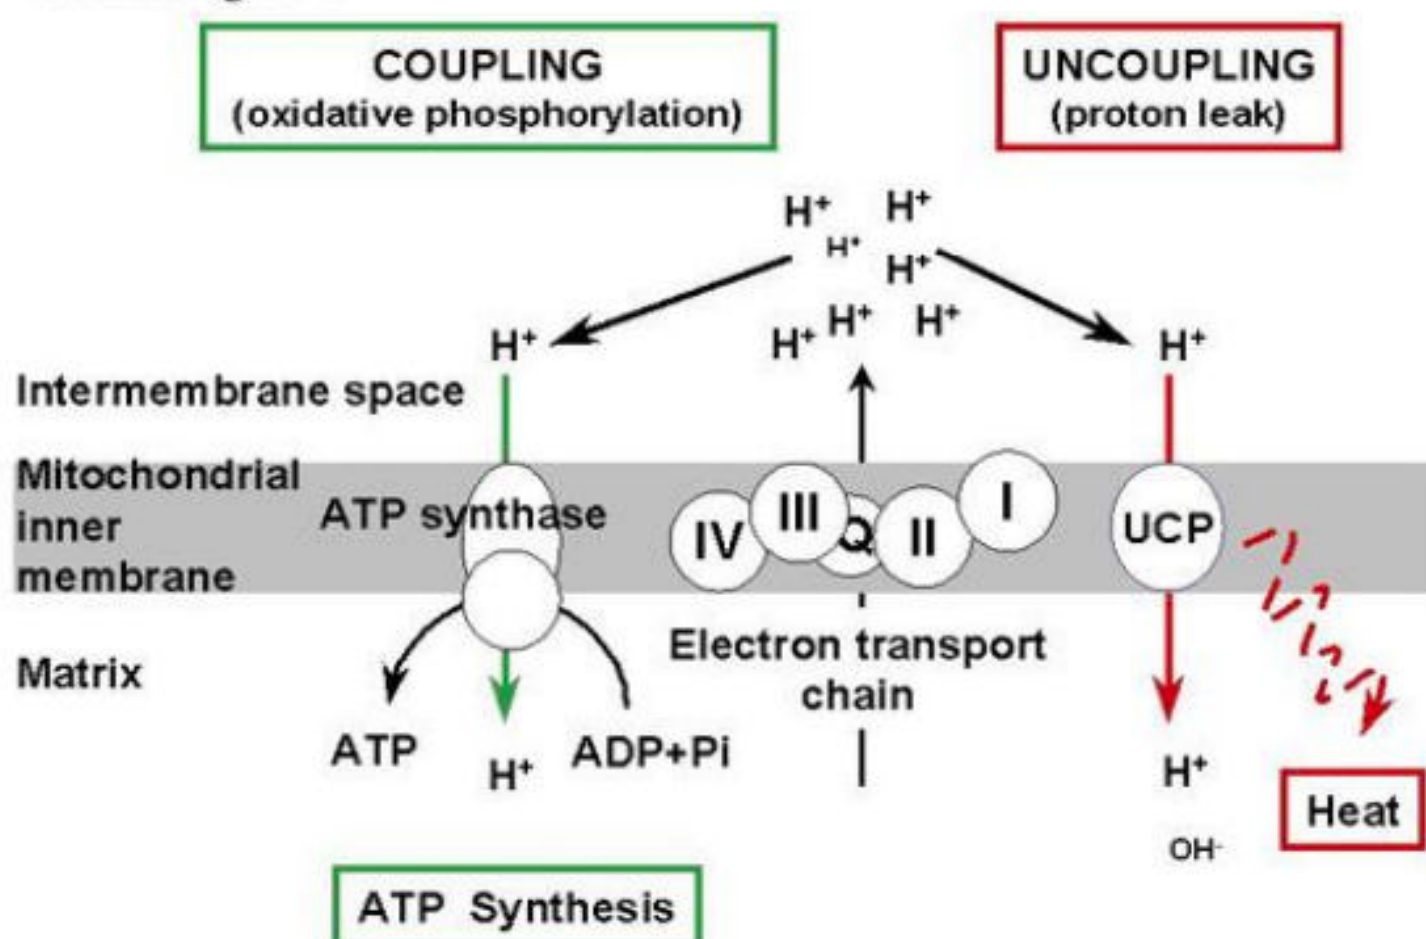 COUPLING
(oxidative phosphorylation)
UNCOUPLING
(proton leak)
H⁺ H⁺
H⁺
H⁺
H⁺ H⁺ H⁺
H⁺
H⁺
Intermembrane space
Mitochondrial
inner
membrane
ATP synthase
IV III Q II I
UCP
Electron transport
chain
Matrix
ATP
H⁺
ADP+Pi
H⁺
OH⁻
Heat
ATP Synthesis